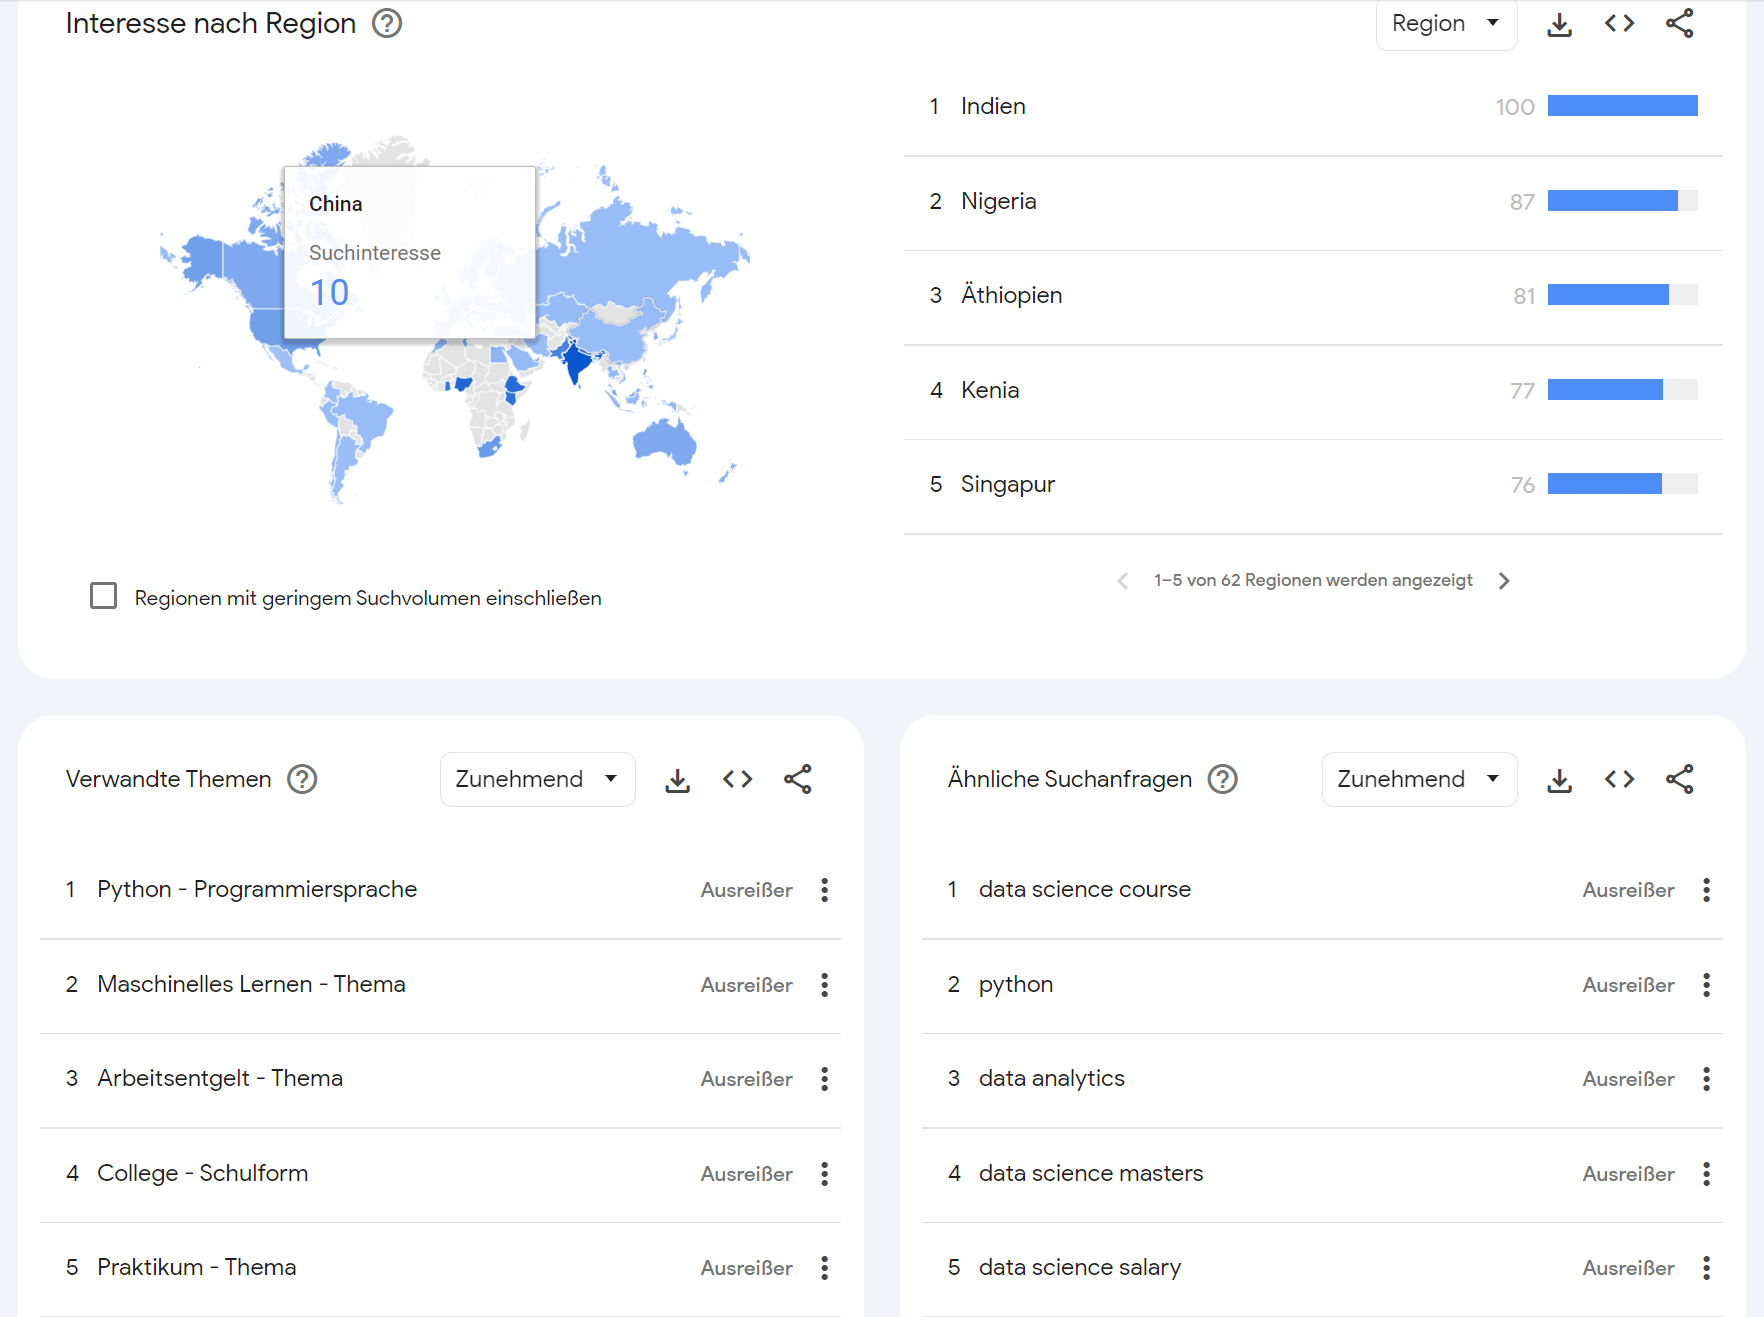 Interesse nach Region
Region
China
Suchinteresse
10
1 Indien 100
2 Nigeria 87
3 Äthiopien 81
4 Kenia 77
5 Singapur 76
Regionen mit geringem Suchvolumen einschließen
1–5 von 62 Regionen werden angezeigt
Verwandte Themen
Zunehmend
1 Python - Programmiersprache Ausreißer
2 Maschinelles Lernen - Thema Ausreißer
3 Arbeitsentgelt - Thema Ausreißer
4 College - Schulform Ausreißer
5 Praktikum - Thema Ausreißer
Ähnliche Suchanfragen
Zunehmend
1 data science course Ausreißer
2 python Ausreißer
3 data analytics Ausreißer
4 data science masters Ausreißer
5 data science salary Ausreißer